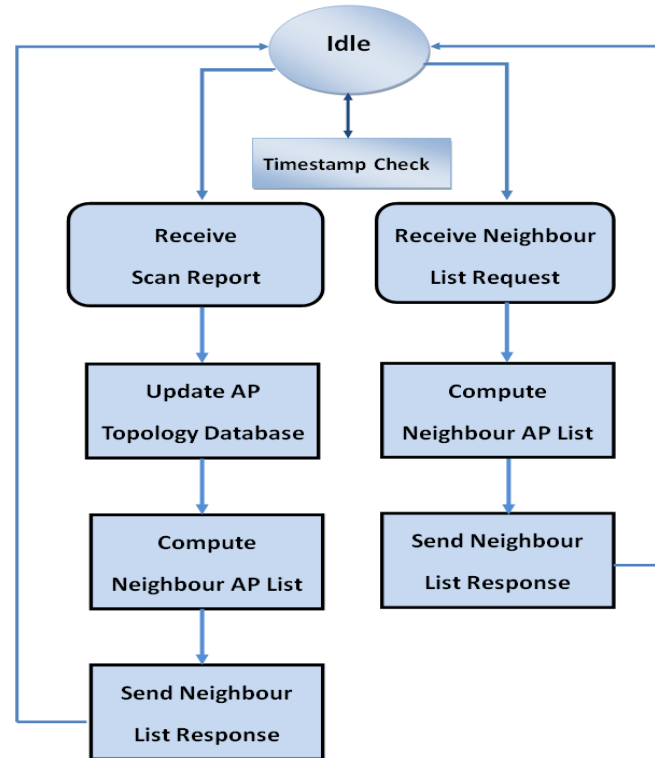 Idle
Timestamp Check
Receive
Scan Report
Update AP
Topology Database
Compute
Neighbour AP List
Send Neighbour
List Response
Receive Neighbour
List Request
Compute
Neighbour AP List
Send Neighbour
List Response